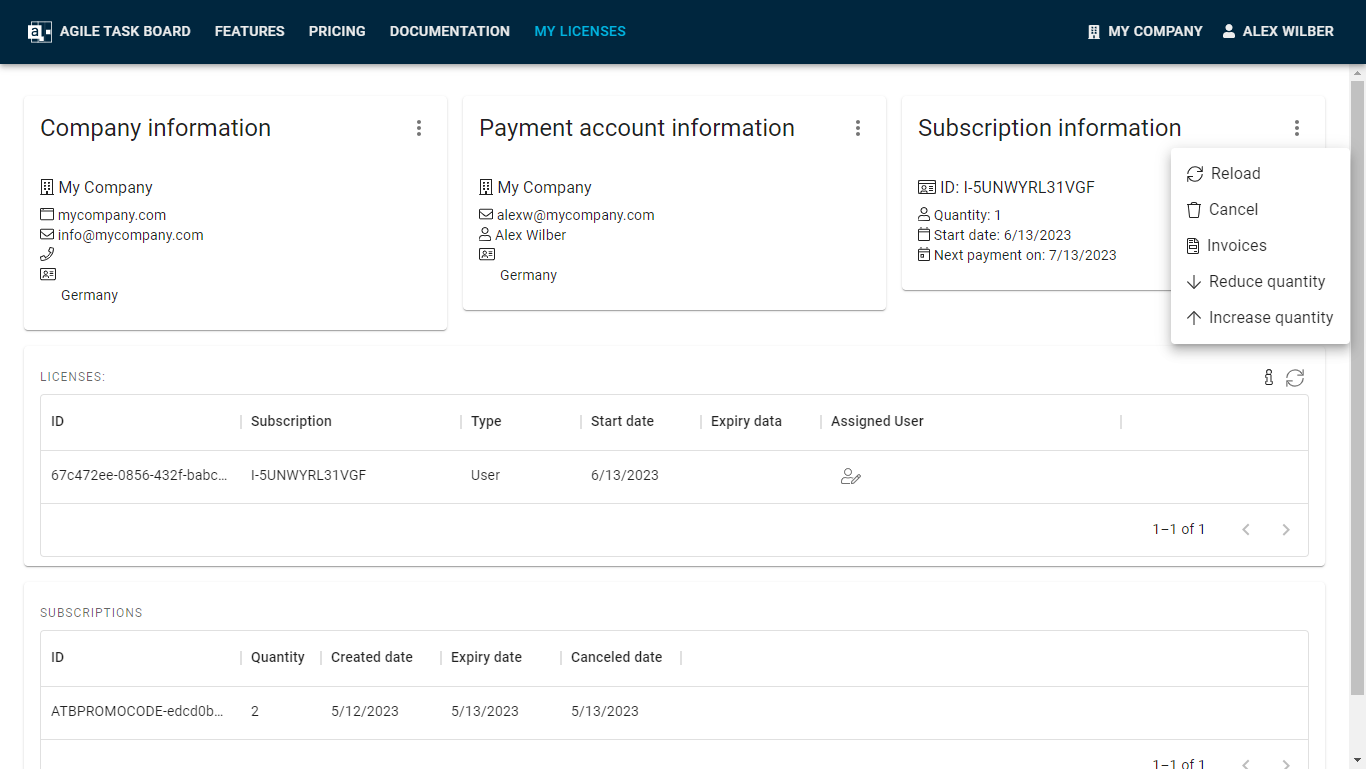 a AGILE TASK BOARD FEATURES PRICING DOCUMENTATION MY LICENSES MY COMPANY ALEX WILBER
Company information
My Company
mycompany.com
info@mycompany.com
Germany
Payment account information
My Company
alexw@mycompany.com
Alex Wilber
Germany
Subscription information
ID: I-5UNWYRL31VGF
Quantity: 1
Start date: 6/13/2023
Next payment on: 7/13/2023
Reload
Cancel
Invoices
Reduce quantity
Increase quantity
LICENSES:
ID Subscription Type Start date Expiry data Assigned User
67c472ee-0856-432f-babc... I-5UNWYRL31VGF User 6/13/2023
1–1 of 1
SUBSCRIPTIONS
ID Quantity Created date Expiry date Canceled date
ATBPROMOCODE-edcd0b... 2 5/12/2023 5/13/2023 5/13/2023
1–1 of 1